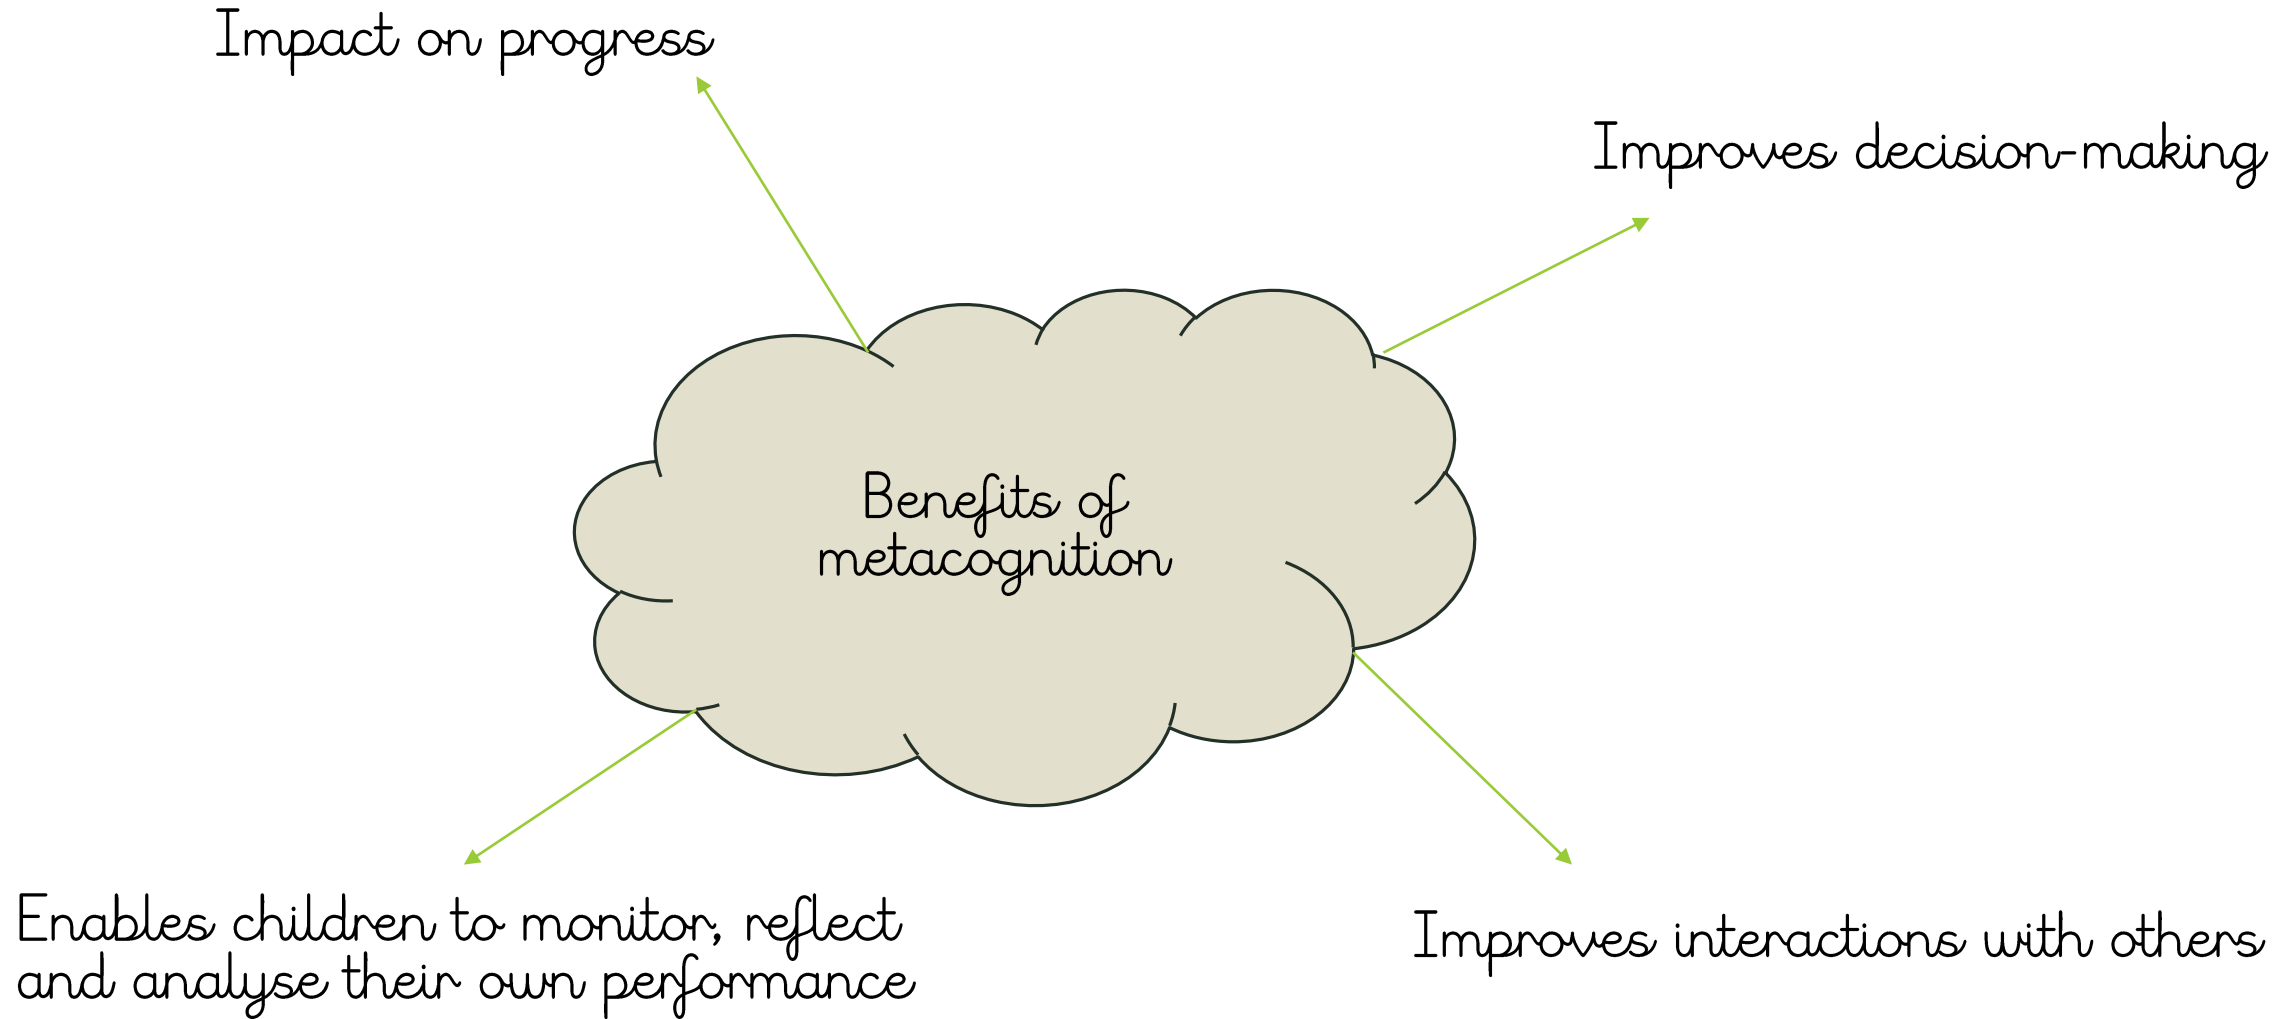 Impact on progress
Improves decision-making
Benefits of
metacognition
Enables children to monitor, reflect
and analyse their own performance
Improves interactions with others